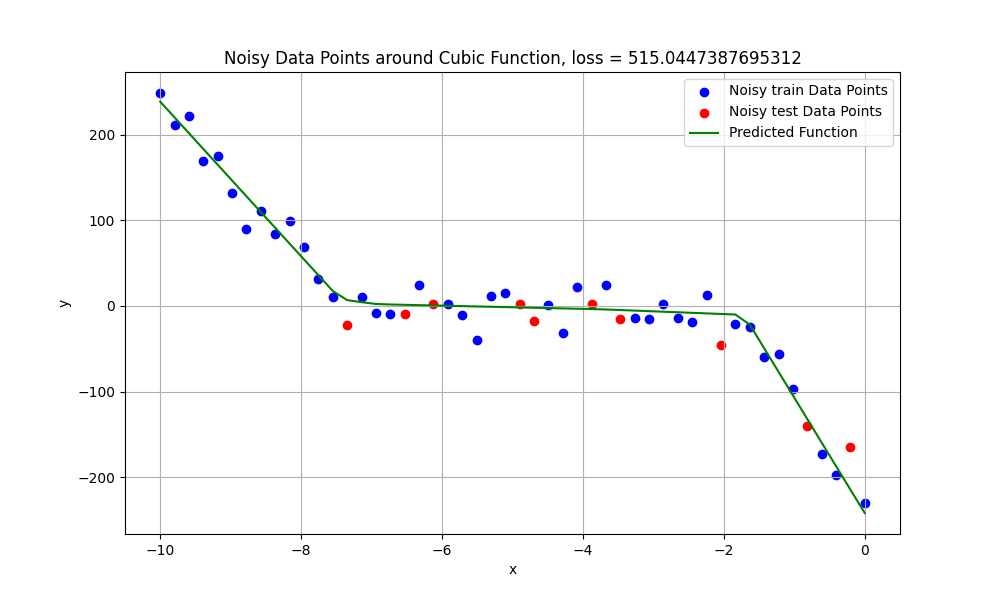 Noisy Data Points around Cubic Function, loss = 515.0447387695312
Noisy train Data Points
Noisy test Data Points
Predicted Function
200
100
0
−100
−200
y
−10
−8
−6
−4
−2
0
x